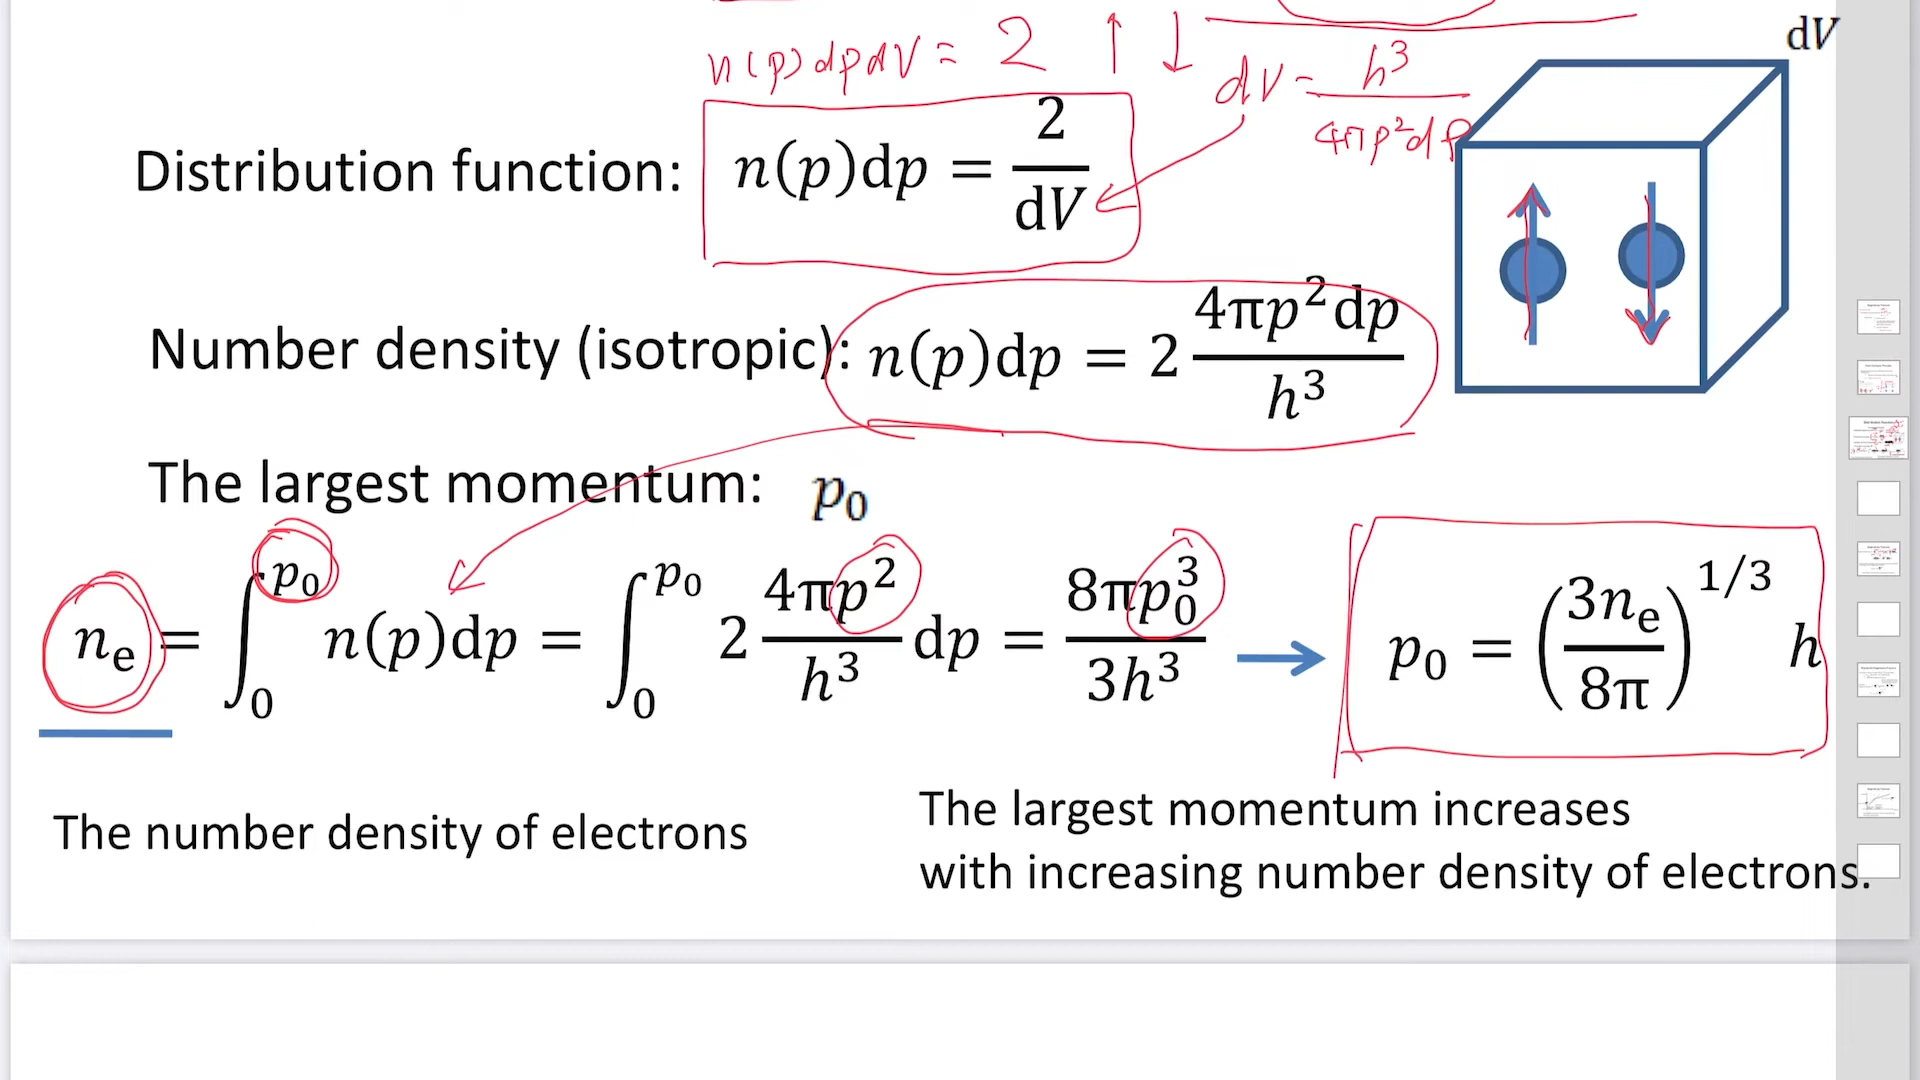 n(p)dpdV = 2 ↑ ↓
dV = h³/4πp²dp
dV
Distribution function: n(p)dp = 2/dV
Number density (isotropic): n(p)dp = 2 4πp²dp/h³
The largest momentum: p₀
nₑ = ∫₀^p₀ n(p)dp = ∫₀^p₀ 2 4πp²/h³ dp = 8πp₀³/3h³ → p₀ = (3nₑ/8π)^1/3 h
The number density of electrons
The largest momentum increases
with increasing number density of electrons.